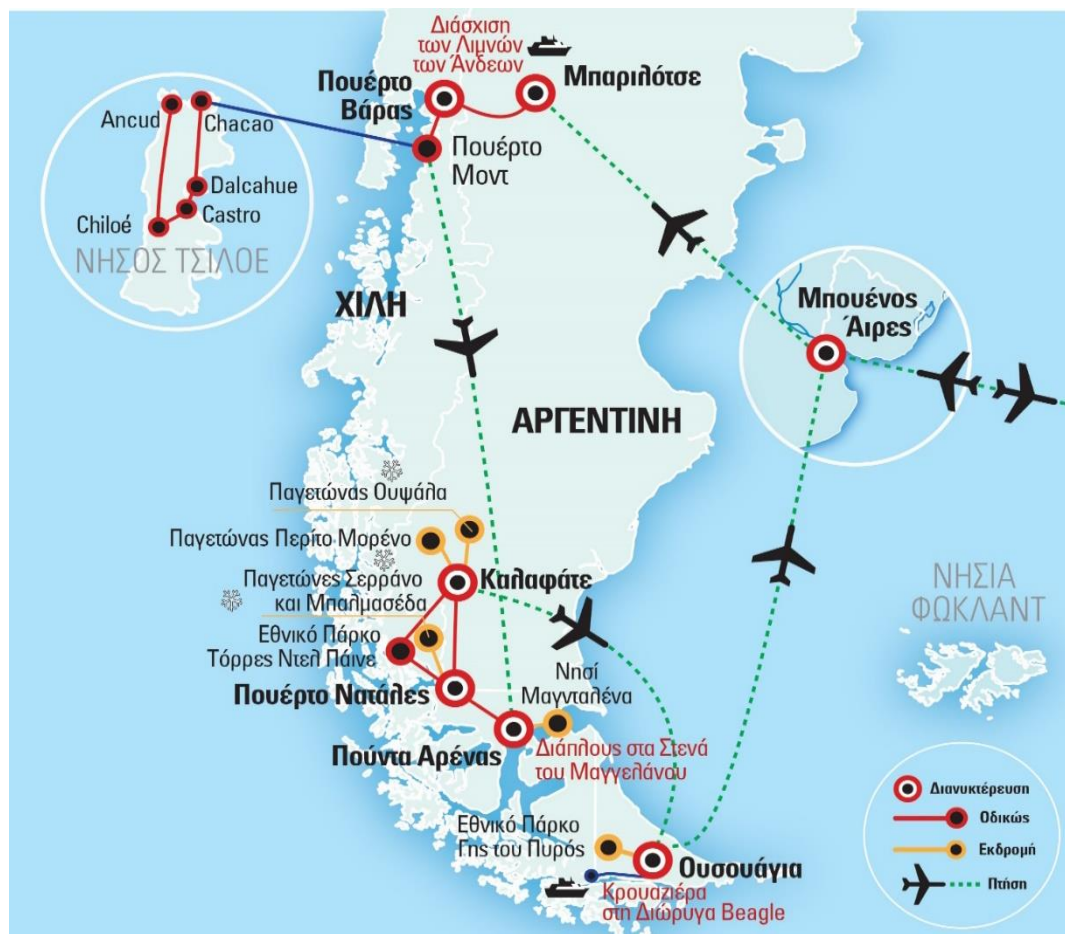 Διάσχιση
των Λιμνών
των Άνδεων
Μπαριλότσε
Πουέρτο
Βάρας
Πουέρτο
Μοντ
Ancud
Chacao
Dalcahue
Castro
Chiloé
ΝΗΣΟΣ ΤΣΙΛΟΕ
ΧΙΛΗ
Μπουένος
Άιρες
ΑΡΓΕΝΤΙΝΗ
Παγετώνας Ουψάλα
Παγετώνας Περίτο Μορένο
Καλαφάτε
Παγετώνες Σερράνο
και Μπαλμασέδα
Εθνικό Πάρκο
Τόρρες Ντελ Πάινε
Πουέρτο Νατάλες
Νησί
Μαγνταλένα
Πούντα Αρένας
Διάπλους στα Στενά
του Μαγγελάνου
ΝΗΣΙΑ
ΦΩΚΛΑΝΤ
Εθνικό Πάρκο
Γης του Πυρός
Ουσουάγια
Κρουαζιέρα
στη Διώρυγα Beagle
Διανυκτέρευση
Οδικώς
Εκδρομή
Πτήση